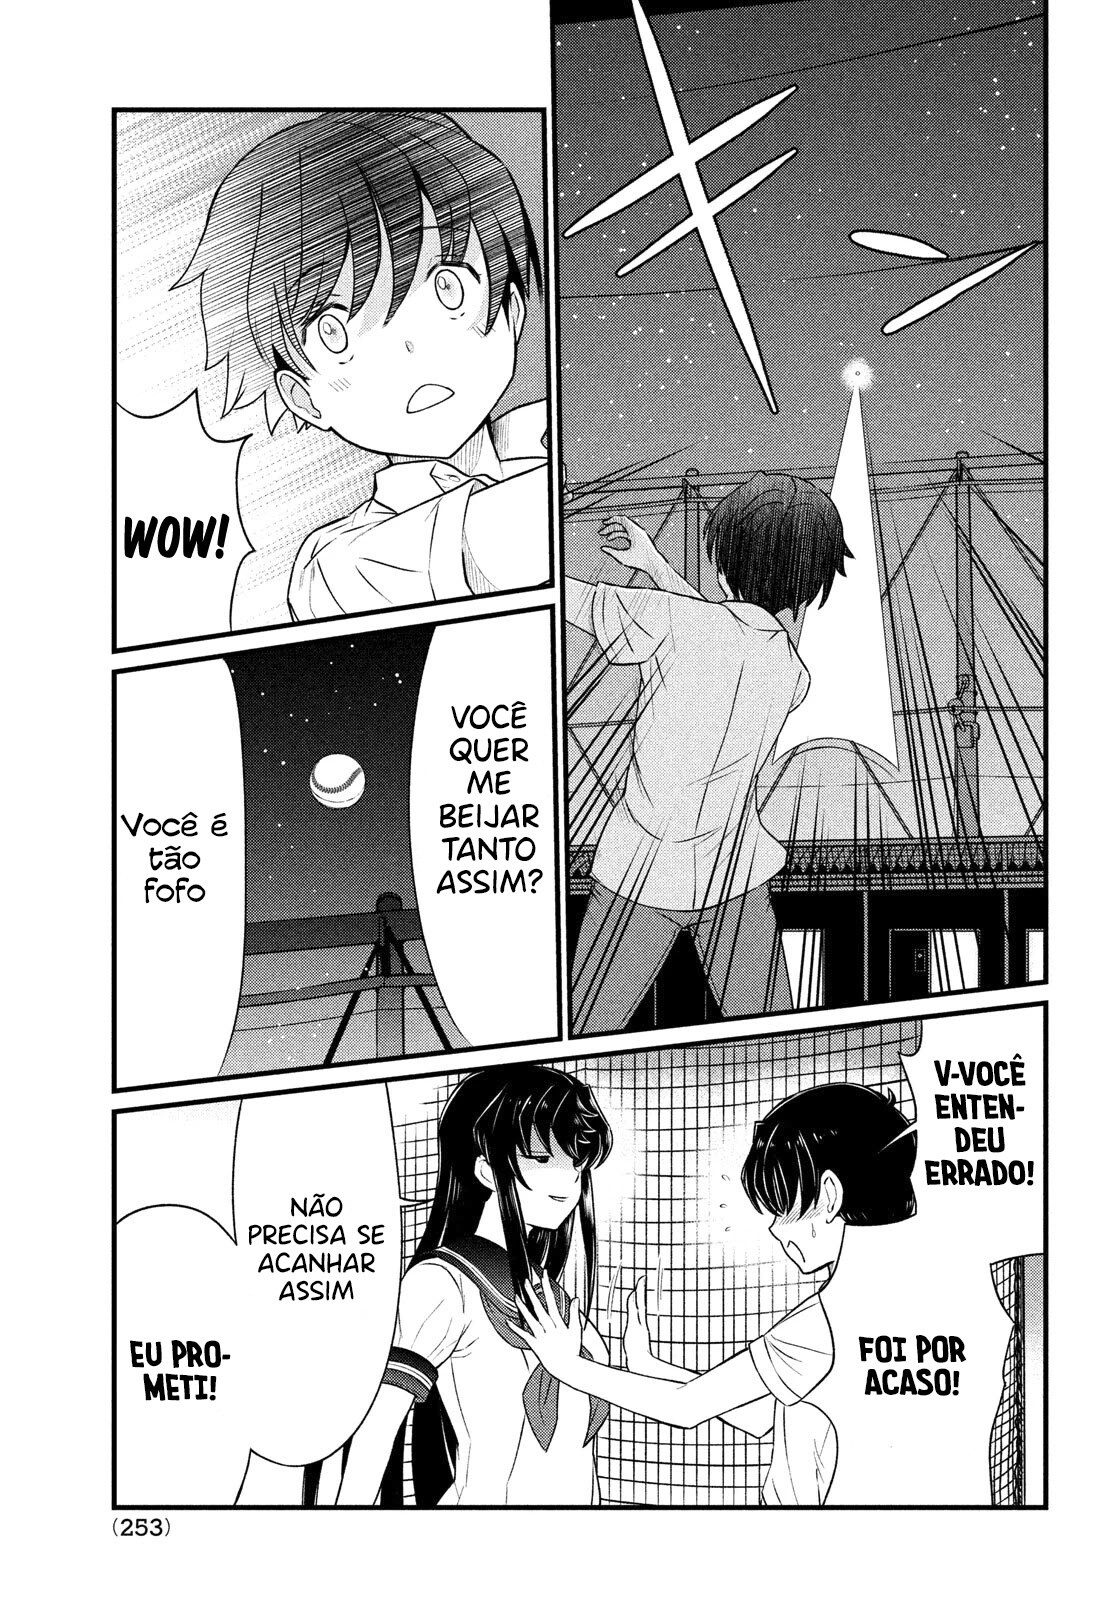 WOW!
VOCÊ
QUER
ME
BEIJAR
TANTO
ASSIM?
Você é
tão
fofo
V-VOCÊ
ENTEN-
DEU
ERRADO!
FOI POR
ACASO!
NÃO
PRECISA SE
ACANHAR
ASSIM
EU PRO-
METI!
(253)